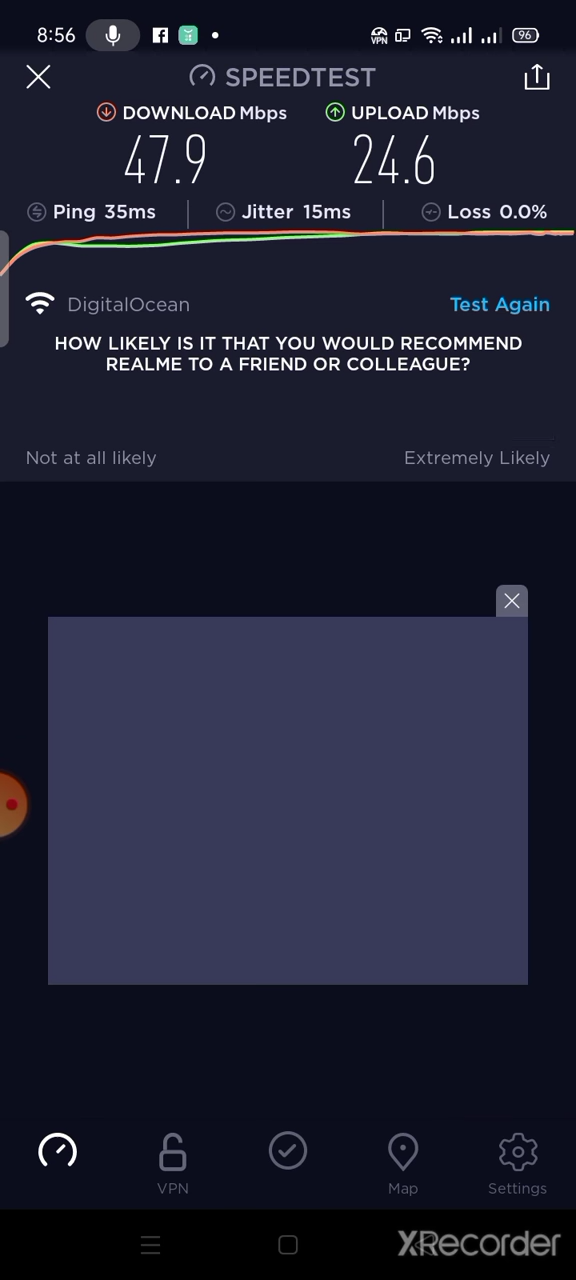 8:56
VPN
96
SPEEDTEST
DOWNLOAD Mbps
UPLOAD Mbps
47.9
24.6
Ping 35ms
Jitter 15ms
Loss 0.0%
DigitalOcean
Test Again
HOW LIKELY IS IT THAT YOU WOULD RECOMMEND
REALME TO A FRIEND OR COLLEAGUE?
Not at all likely
Extremely Likely
VPN
Map
Settings
XRecorder